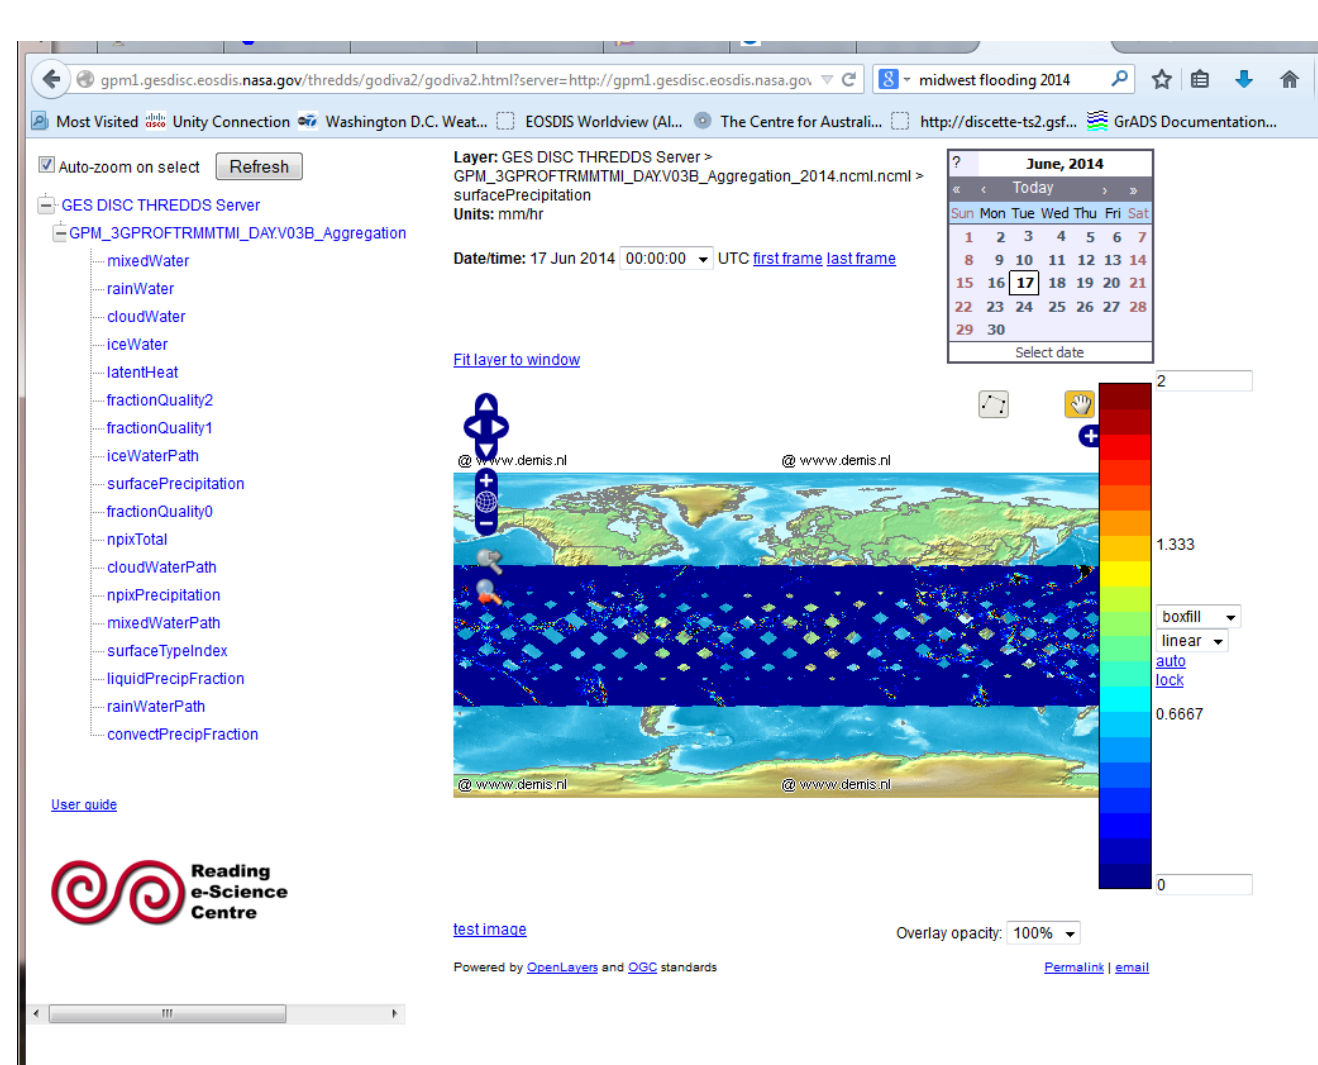 gpm1.gesdisc.eosdis.nasa.gov/thredds/godiva2/godiva2.html?server=http://gpm1.gesdisc.eosdis.nasa.gov
8
midwest flooding 2014
Most Visited
cisco
Unity Connection
Washington D.C. Weat...
EOSDIS Worldview (Al...
The Centre for Australi...
http://discette-ts2.gsf...
GrADS Documentation...
Auto-zoom on select
Refresh
GES DISC THREDDS Server
GPM_3GPROFTRMMTMI_DAY.V03B_Aggregation
mixedWater
rainWater
cloudWater
iceWater
latentHeat
fractionQuality2
fractionQuality1
iceWaterPath
surfacePrecipitation
fractionQuality0
npixTotal
cloudWaterPath
npixPrecipitation
mixedWaterPath
surfaceTypeIndex
liquidPrecipFraction
rainWaterPath
convectPrecipFraction
User guide
Reading
e-Science
Centre
Layer: GES DISC THREDDS Server >
GPM_3GPROFTRMMTMI_DAY.V03B_Aggregation_2014.ncml.ncml >
surfacePrecipitation
Units: mm/hr
Date/time: 17 Jun 2014 00:00:00 UTC first frame last frame
Fit layer to window
? June, 2014
« ‹ Today › »
Sun Mon Tue Wed Thu Fri Sat
1 2 3 4 5 6 7
8 9 10 11 12 13 14
15 16 17 18 19 20 21
22 23 24 25 26 27 28
29 30
Select date
@ www.demis.nl @ www.demis.nl
@ www.demis.nl @ www.demis.nl
2
1.333
boxfill
linear
auto
lock
0.6667
0
test image
Overlay opacity: 100%
Powered by OpenLayers and OGC standards
Permalink | email